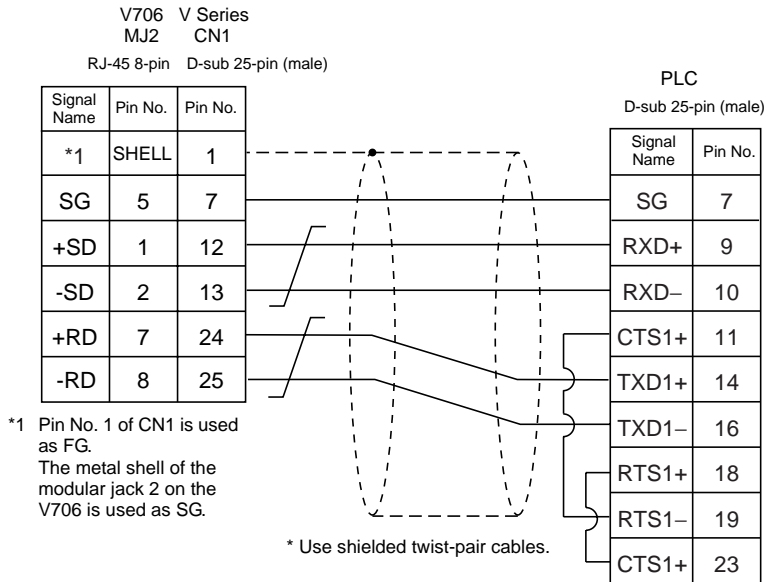 V706 V Series
MJ2 CN1
RJ-45 8-pin D-sub 25-pin (male)
Signal Name Pin No. Pin No.
*1 SHELL 1
SG 5 7
+SD 1 12
-SD 2 13
+RD 7 24
-RD 8 25
*1 Pin No. 1 of CN1 is used
as FG.
The metal shell of the
modular jack 2 on the
V706 is used as SG.
* Use shielded twist-pair cables.
PLC
D-sub 25-pin (male)
Signal Name Pin No.
SG 7
RXD+ 9
RXD− 10
CTS1+ 11
TXD1+ 14
TXD1− 16
RTS1+ 18
RTS1− 19
CTS1+ 23